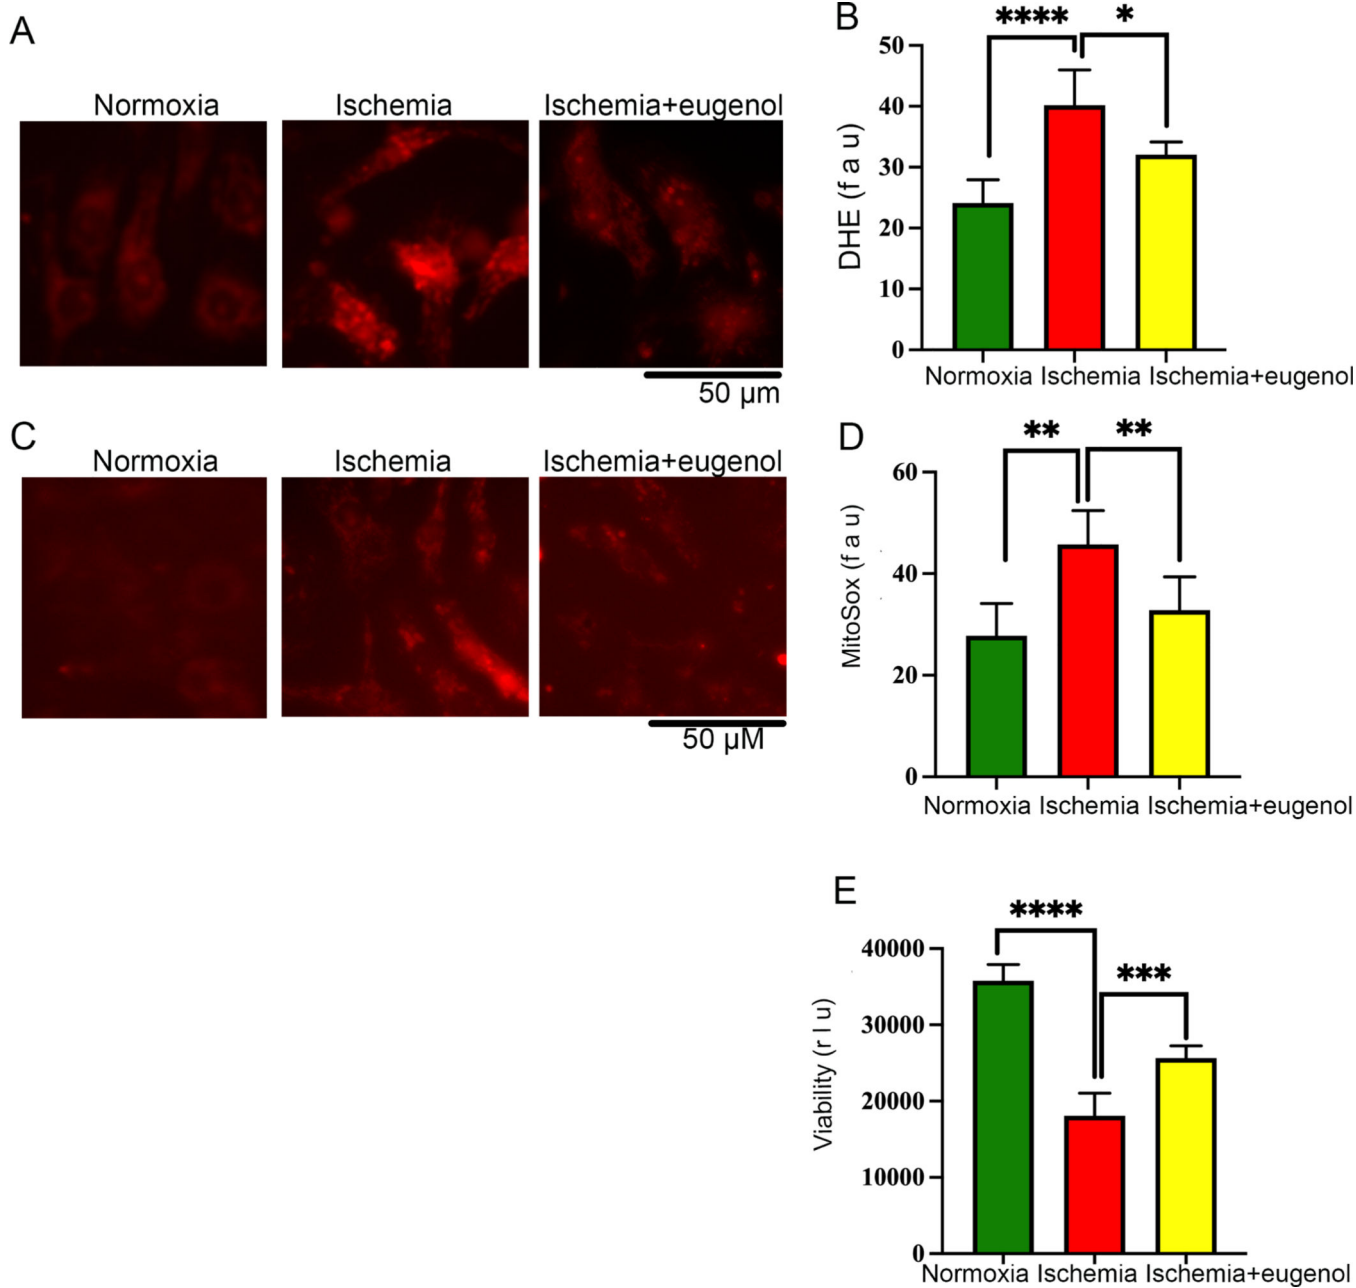 A
Normoxia Ischemia Ischemia+eugenol
50 µm
B
**** *
DHE (f a u)
50
40
30
20
10
0
Normoxia Ischemia Ischemia+eugenol
C
Normoxia Ischemia Ischemia+eugenol
50 µM
D
** **
MitoSox (f a u)
60
40
20
0
Normoxia Ischemia Ischemia+eugenol
E
****
***
Viability (r l u)
40000
30000
20000
10000
0
Normoxia Ischemia Ischemia+eugenol